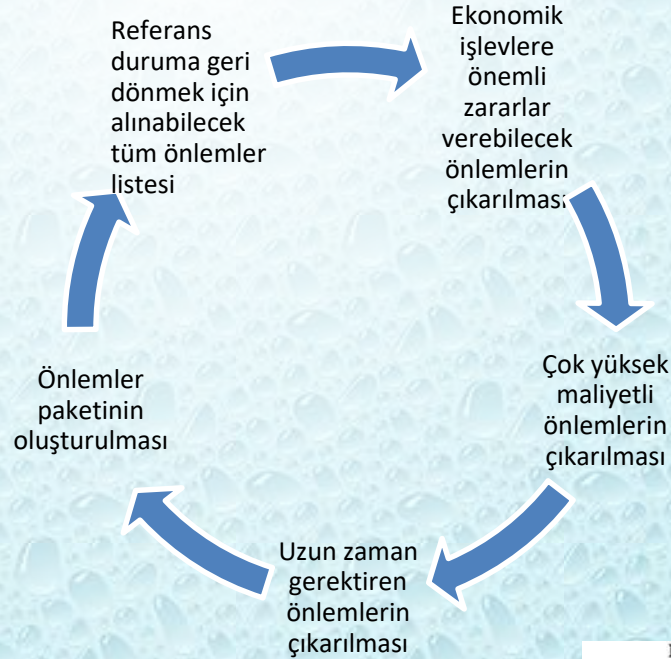 Referans
duruma geri
dönmek için
alınabilecek
tüm önlemler
listesi
Ekonomik
işlevlere
önemli
zararlar
verebilecek
önlemlerin
çıkarılması
Çok yüksek
maliyetli
önlemlerin
çıkarılması
Uzun zaman
gerektiren
önlemlerin
çıkarılması
Önlemler
paketinin
oluşturulması